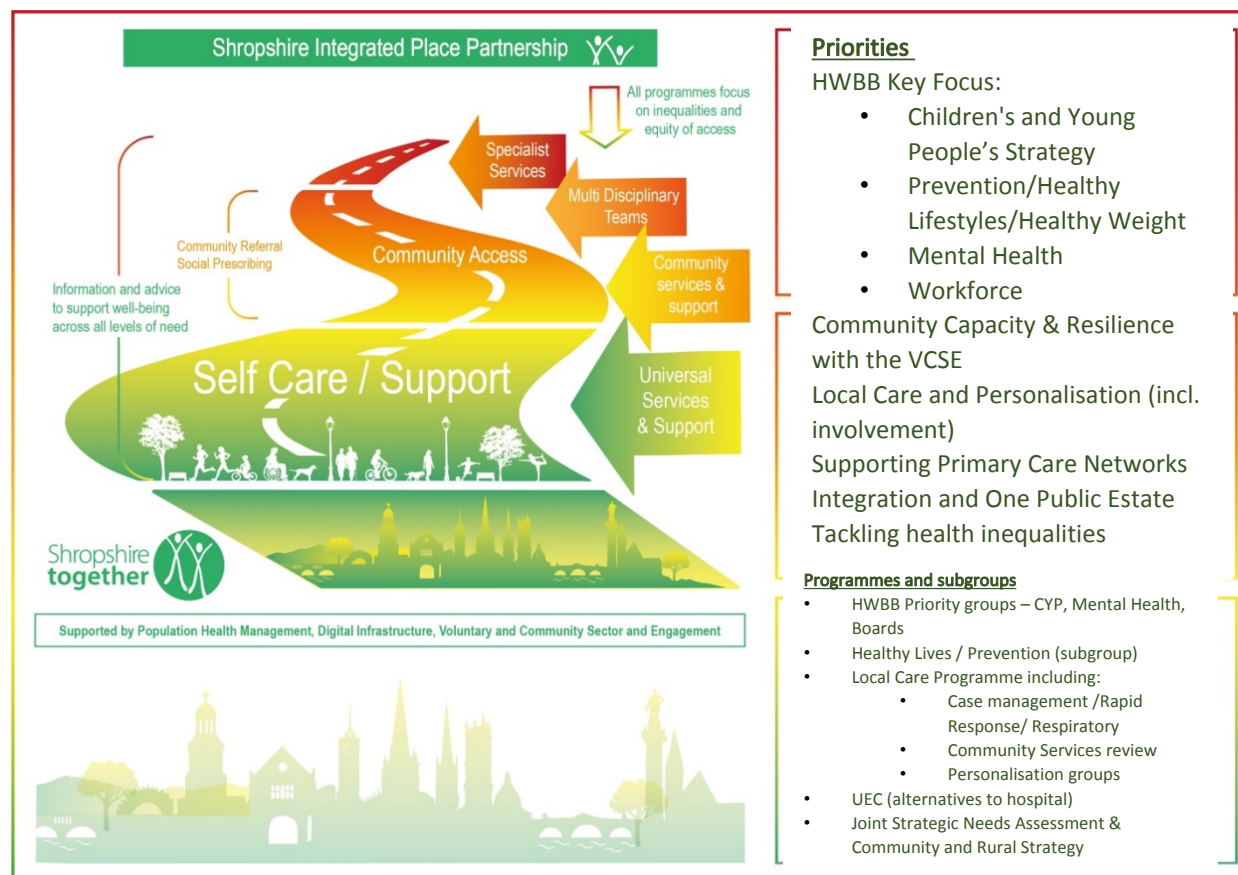 Shropshire Integrated Place Partnership
All programmes focus
on inequalities and
equity of access
Specialist
Services
Multi Disciplinary
Teams
Community Access
Community
services &
support
Community Referral
Social Prescribing
Information and advice
to support well-being
across all levels of need
Self Care / Support
Universal
Services
& Support
Shropshire
together
Supported by Population Health Management, Digital Infrastructure, Voluntary and Community Sector and Engagement
Priorities
HWBB Key Focus:
• Children's and Young
People’s Strategy
• Prevention/Healthy
Lifestyles/Healthy Weight
• Mental Health
• Workforce
Community Capacity & Resilience
with the VCSE
Local Care and Personalisation (incl.
involvement)
Supporting Primary Care Networks
Integration and One Public Estate
Tackling health inequalities
Programmes and subgroups
• HWBB Priority groups – CYP, Mental Health,
Boards
• Healthy Lives / Prevention (subgroup)
• Local Care Programme including:
• Case management /Rapid
Response/ Respiratory
• Community Services review
• Personalisation groups
• UEC (alternatives to hospital)
• Joint Strategic Needs Assessment &
Community and Rural Strategy